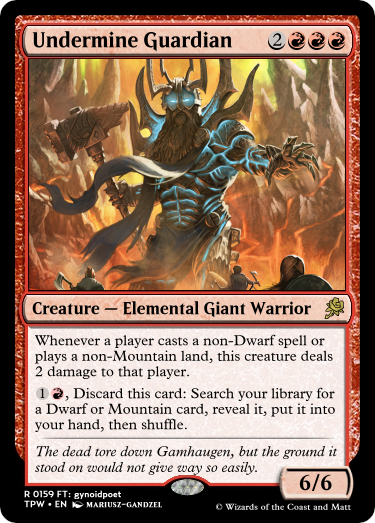 Undermine Guardian 2
Creature — Elemental Giant Warrior
Whenever a player casts a non-Dwarf spell or
plays a non-Mountain land, this creature deals
2 damage to that player.
1, Discard this card: Search your library for
a Dwarf or Mountain card, reveal it, put it into
your hand, then shuffle.
The dead tore down Gamhaugen, but the ground it
stood on would not give way so easily.
6/6
R 0159 FT: gynoidpoet
TPW • EN MARIUSZ-GANDZEL
© Wizards of the Coast and Matt